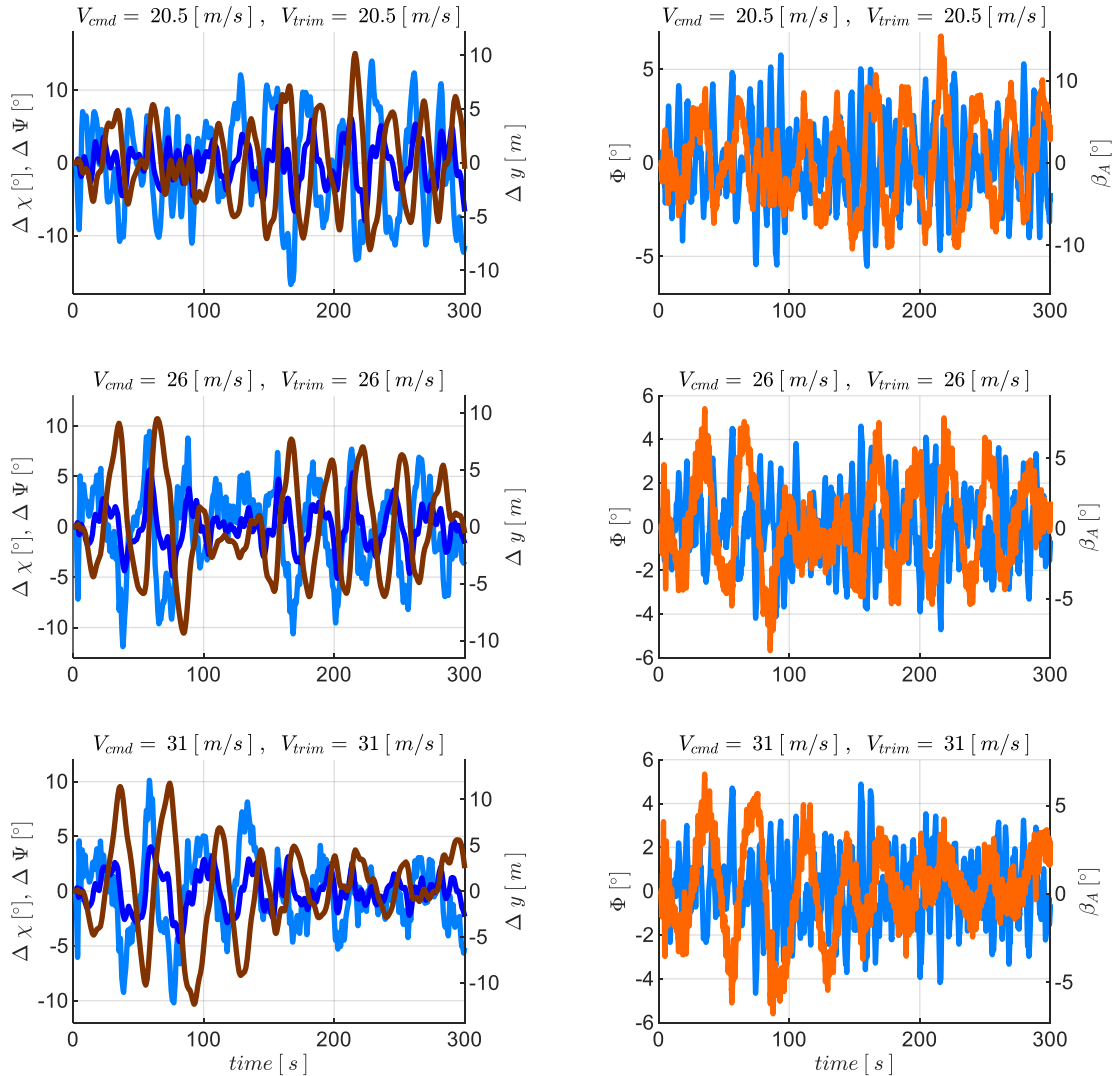 V_cmd = 20.5 [ m/s ] ,   V_trim = 20.5 [ m/s ]
10
0
-10
Δ χ [°], Δ Ψ [°]
10
5
0
-5
-10
Δ y [ m ]
0 100 200 300
V_cmd = 20.5 [ m/s ] ,   V_trim = 20.5 [ m/s ]
5
0
-5
Φ [°]
10
0
-10
β_A [°]
0 100 200 300
V_cmd = 26 [ m/s ] ,   V_trim = 26 [ m/s ]
10
5
0
-5
-10
Δ χ [°], Δ Ψ [°]
10
5
0
-5
-10
Δ y [ m ]
0 100 200 300
V_cmd = 26 [ m/s ] ,   V_trim = 26 [ m/s ]
6
4
2
0
-2
-4
-6
Φ [°]
5
0
-5
β_A [°]
0 100 200 300
V_cmd = 31 [ m/s ] ,   V_trim = 31 [ m/s ]
10
5
0
-5
-10
Δ χ [°], Δ Ψ [°]
10
5
0
-5
-10
Δ y [ m ]
0 100 200 300
time [ s ]
V_cmd = 31 [ m/s ] ,   V_trim = 31 [ m/s ]
6
4
2
0
-2
-4
-6
Φ [°]
5
0
-5
β_A [°]
0 100 200 300
time [ s ]